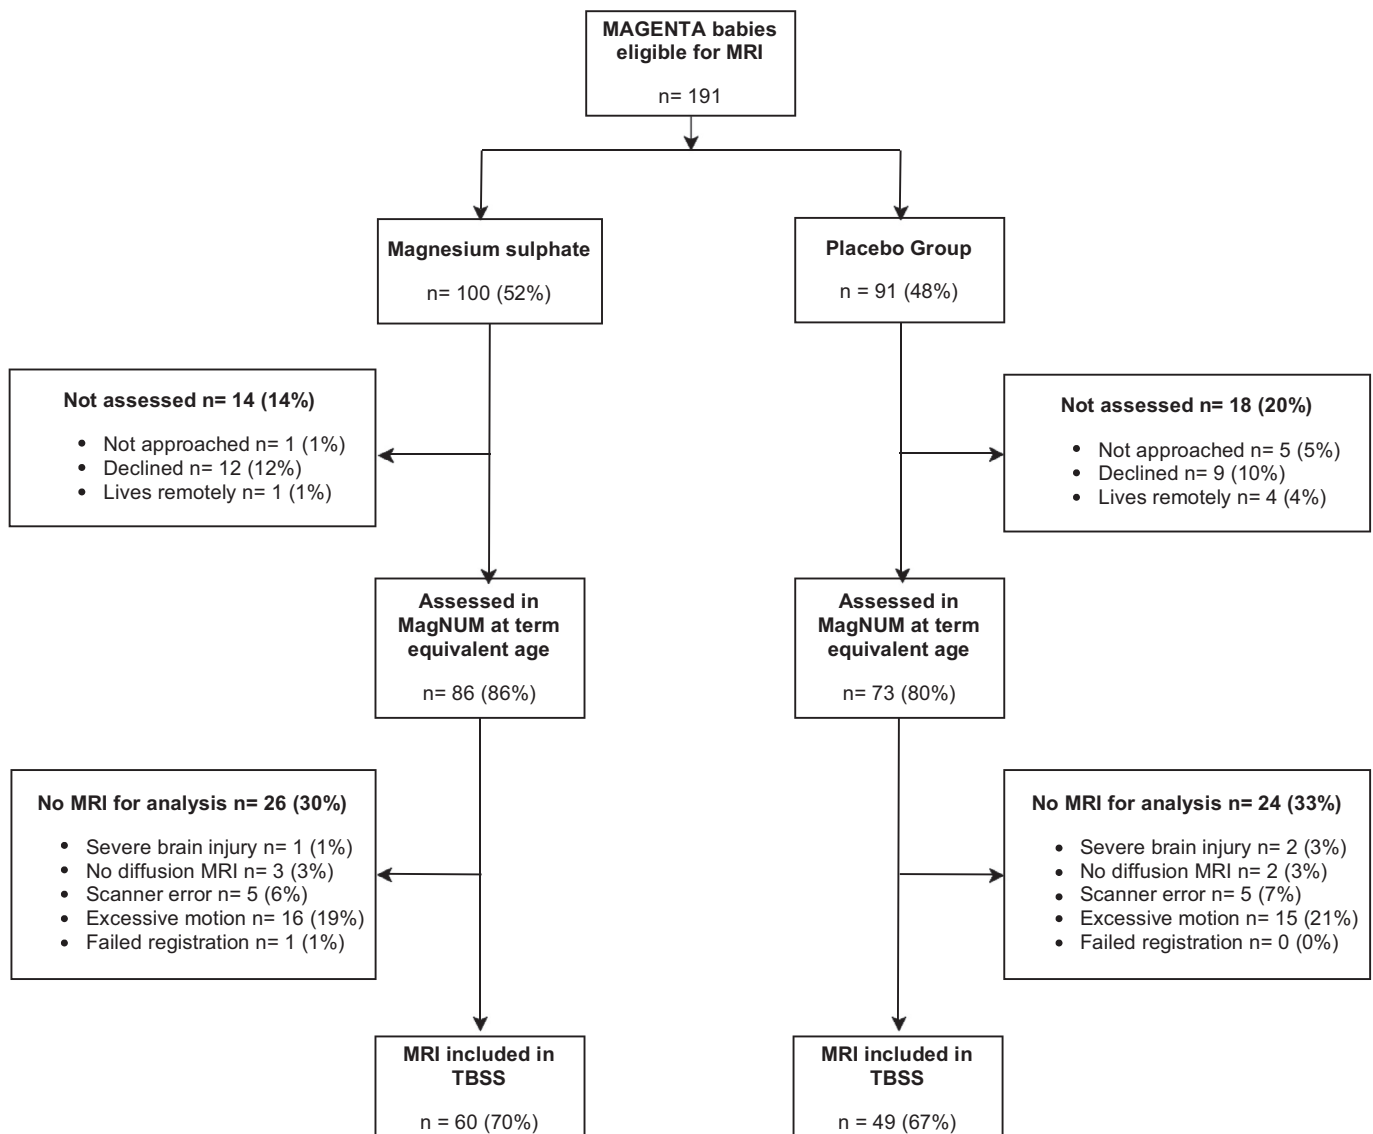 MAGENTA babies
eligible for MRI
n= 191
Magnesium sulphate
n= 100 (52%)
Placebo Group
n = 91 (48%)
Not assessed n= 14 (14%)
• Not approached n= 1 (1%)
• Declined n= 12 (12%)
• Lives remotely n= 1 (1%)
Not assessed n= 18 (20%)
• Not approached n= 5 (5%)
• Declined n= 9 (10%)
• Lives remotely n= 4 (4%)
Assessed in
MagNUM at term
equivalent age
n= 86 (86%)
Assessed in
MagNUM at term
equivalent age
n= 73 (80%)
No MRI for analysis n= 26 (30%)
• Severe brain injury n= 1 (1%)
• No diffusion MRI n= 3 (3%)
• Scanner error n= 5 (6%)
• Excessive motion n= 16 (19%)
• Failed registration n= 1 (1%)
No MRI for analysis n= 24 (33%)
• Severe brain injury n= 2 (3%)
• No diffusion MRI n= 2 (3%)
• Scanner error n= 5 (7%)
• Excessive motion n= 15 (21%)
• Failed registration n= 0 (0%)
MRI included in
TBSS
n = 60 (70%)
MRI included in
TBSS
n = 49 (67%)